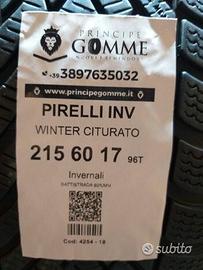 PRINCIPE
GOMME
+39 3897635032
www.principegomme.it
PIRELLI INV
WINTER CITURATO
215 60 17 96T
Invernali
Cod: 4254 - 18
subito